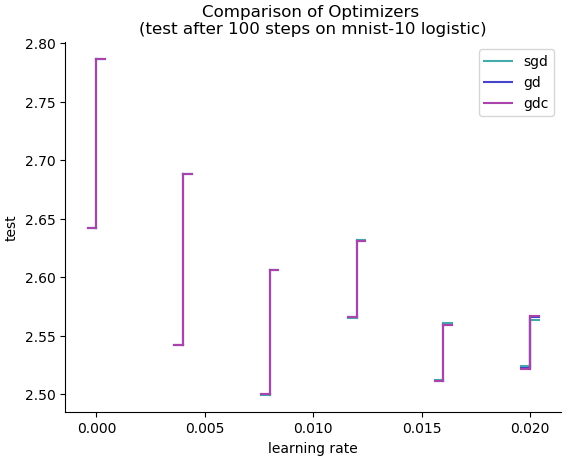 Comparison of Optimizers
(test after 100 steps on mnist-10 logistic)
2.80
2.75
2.70
2.65
2.60
2.55
2.50
test
sgd
gd
gdc
0.000 0.005 0.010 0.015 0.020
learning rate